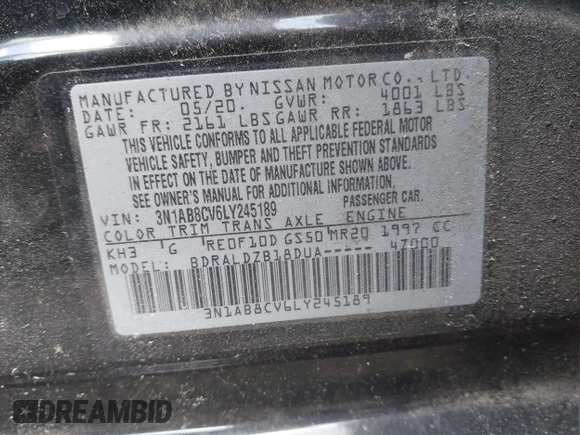 MANUFACTURED BY NISSAN MOTOR CO., LTD.
DATE: 05/20. GVWR: 4001 LBS
GAWR FR: 2161 LBS GAWR RR: 1863 LBS
THIS VEHICLE CONFORMS TO ALL APPLICABLE FEDERAL MOTOR
VEHICLE SAFETY, BUMPER AND THEFT PREVENTION STANDARDS
IN EFFECT ON THE DATE OF MANUFACTURE SHOWN ABOVE.
SEE OWNER'S MANUAL FOR ADDITIONAL INFORMATION.
VIN: 3N1AB8CV6LY245189 PASSENGER CAR.
COLOR TRIM TRANS AXLE ENGINE
KH3 G RE0F10D GS50 MR20 1997 CC
MODEL: BDRALDZB18DUA----- 47000
3N1AB8CV6LY245189
DREAMBID